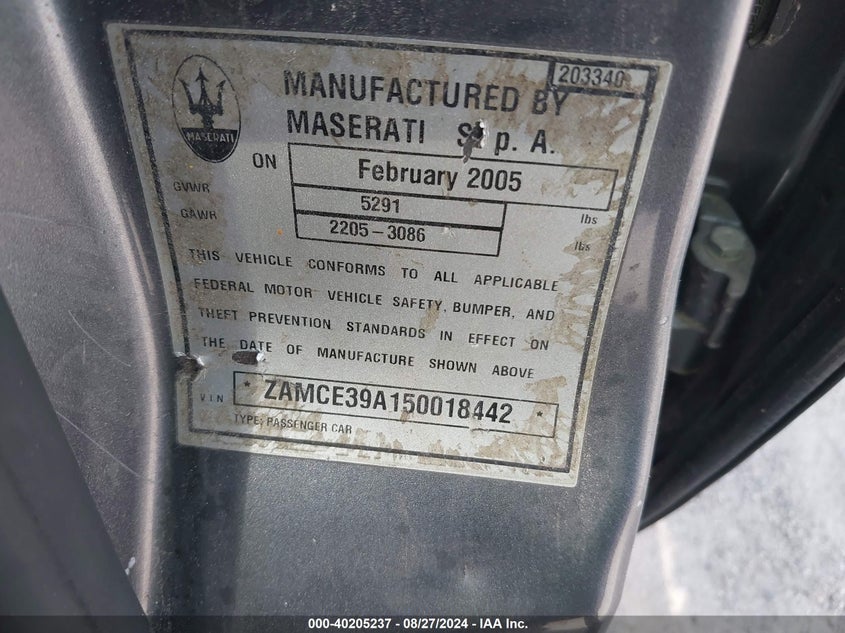 203340
MASERATI
MANUFACTURED BY
MASERATI S.p.A.
ON February 2005
GVWR 5291 lbs
GAWR 2205-3086 lbs
THIS VEHICLE CONFORMS TO ALL APPLICABLE
FEDERAL MOTOR VEHICLE SAFETY, BUMPER, AND
THEFT PREVENTION STANDARDS IN EFFECT ON
THE DATE OF MANUFACTURE SHOWN ABOVE
VIN * ZAMCE39A150018442 *
TYPE: PASSENGER CAR
000-40205237 - 08/27/2024 - IAA Inc.